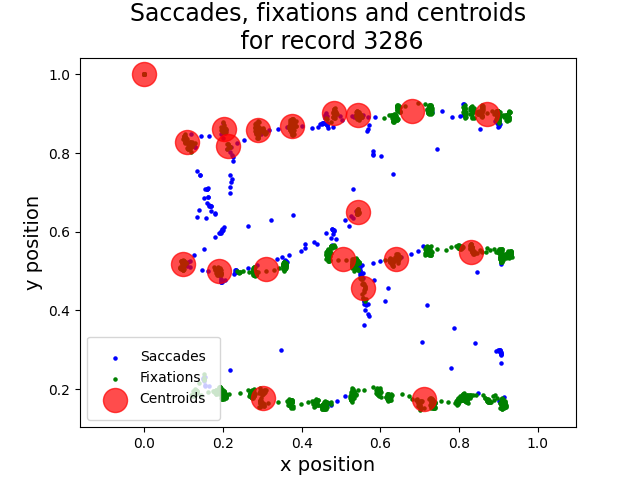 Saccades, fixations and centroids
for record 3286
1.0
0.8
0.6
0.4
0.2
y position
Saccades
Fixations
Centroids
0.0
0.2
0.4
0.6
0.8
1.0
x position